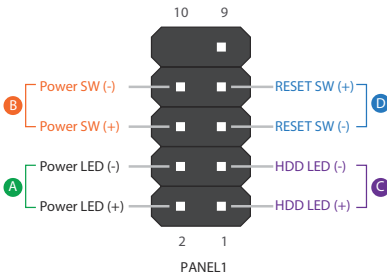 10 9
Power SW (-) RESET SW (+)
B D
Power SW (+) RESET SW (-)
Power LED (-) HDD LED (-)
A C
Power LED (+) HDD LED (+)
2 1
PANEL1